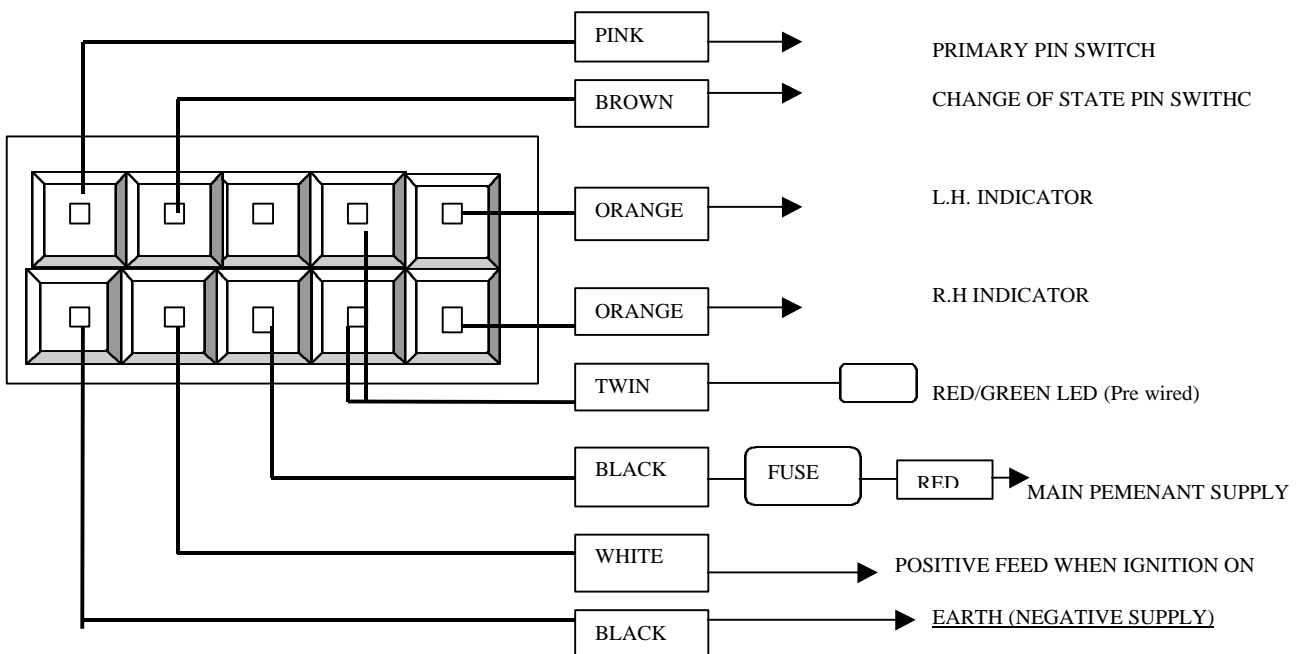 PINK
PRIMARY PIN SWITCH
BROWN
CHANGE OF STATE PIN SWITHC
ORANGE
L.H. INDICATOR
ORANGE
R.H INDICATOR
TWIN
RED/GREEN LED (Pre wired)
BLACK
FUSE
RED
MAIN PEMENANT SUPPLY
WHITE
POSITIVE FEED WHEN IGNITION ON
BLACK
EARTH (NEGATIVE SUPPLY)